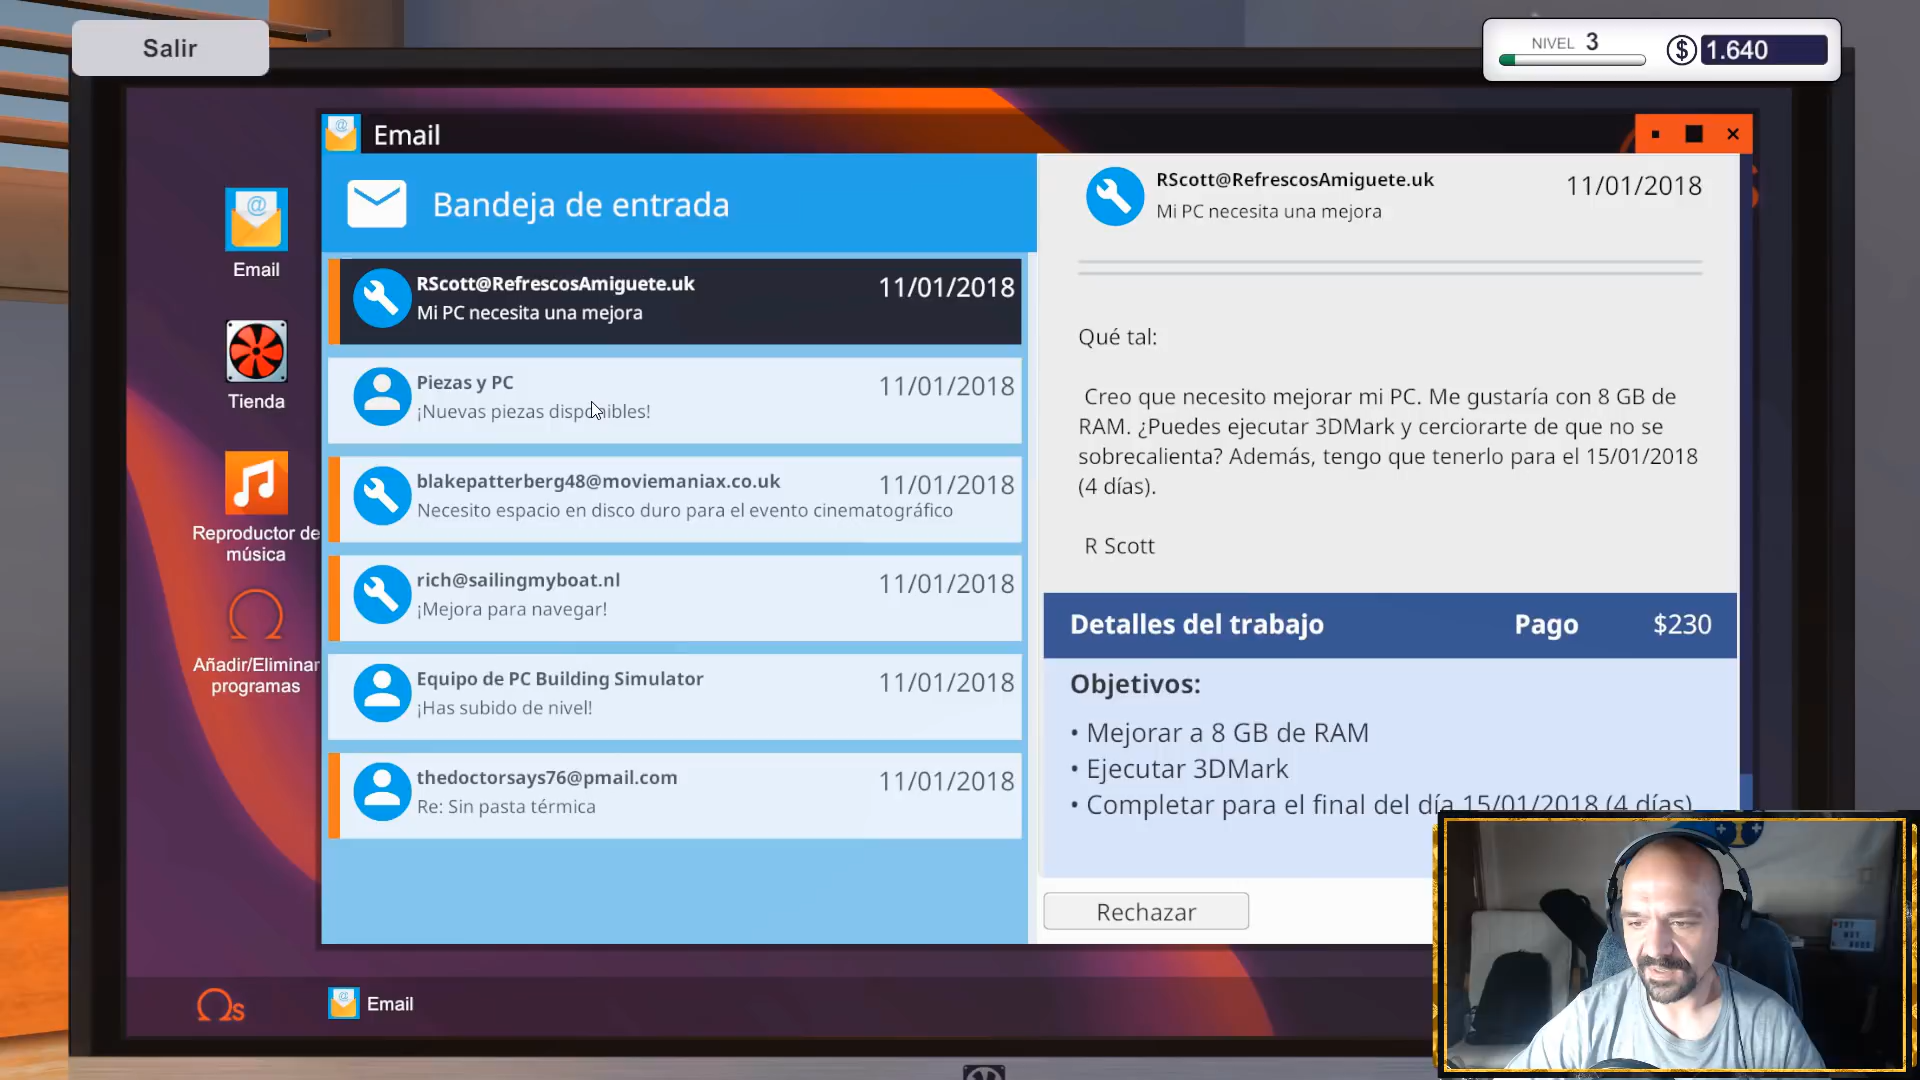 Salir
NIVEL 3
$ 1.640
Email
Bandeja de entrada
RScott@RefrescosAmiguete.uk
11/01/2018
Mi PC necesita una mejora
Piezas y PC
11/01/2018
¡Nuevas piezas disponibles!
blakepatterberg48@moviemaniax.co.uk
11/01/2018
Necesito espacio en disco duro para el evento cinematográfico
rich@sailingmyboat.nl
11/01/2018
¡Mejora para navegar!
Equipo de PC Building Simulator
11/01/2018
¡Has subido de nivel!
thedoctorsays76@pmail.com
11/01/2018
Re: Sin pasta térmica
RScott@RefrescosAmiguete.uk
11/01/2018
Mi PC necesita una mejora
Qué tal:
Creo que necesito mejorar mi PC. Me gustaría con 8 GB de
RAM. ¿Puedes ejecutar 3DMark y cerciorarte de que no se
sobrecalienta? Además, tengo que tenerlo para el 15/01/2018
(4 días).
R Scott
Detalles del trabajo
Pago
$230
Objetivos:
• Mejorar a 8 GB de RAM
• Ejecutar 3DMark
• Completar para el final del día 15/01/2018 (4 días)
Rechazar
Email
Tienda
Reproductor de
música
Añadir/Eliminar
programas
Ωs
Email